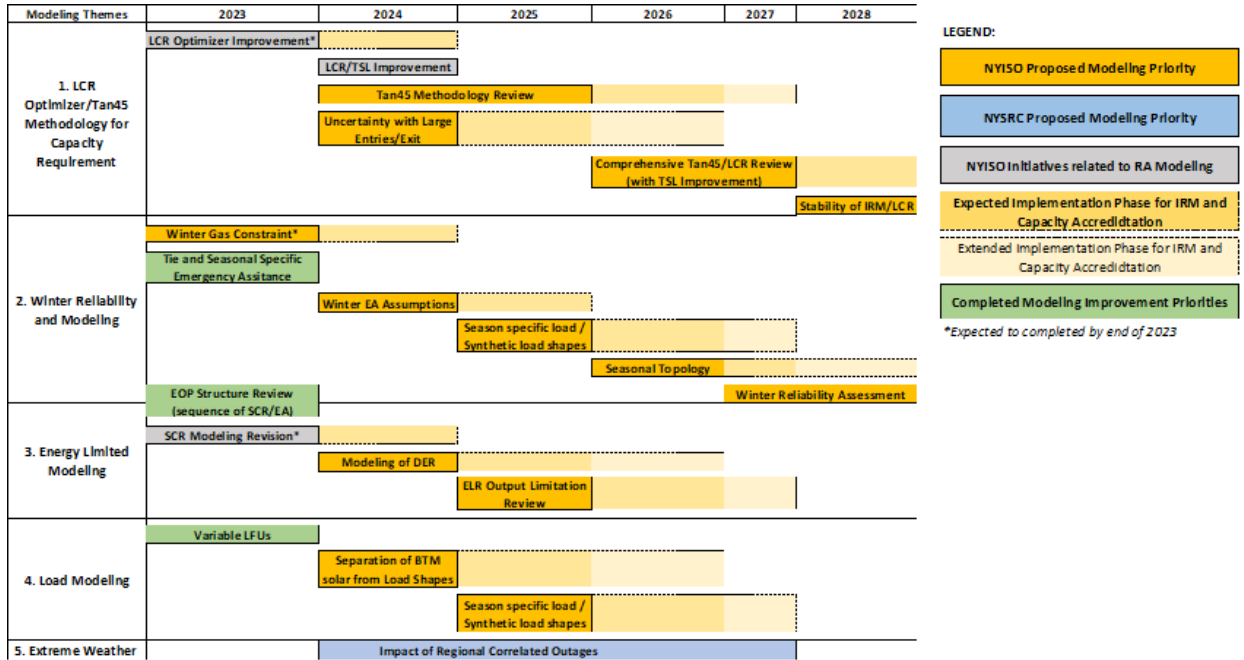 Modeling Themes 2023 2024 2025 2026 2027 2028
LCR Optimizer Improvement*
LCR/TSL Improvement
1. LCR
Optimizer/Tan45
Methodology for
Capacity
Requirement
Tan45 Methodology Review
Uncertainty with Large
Entries/Exit
Comprehensive Tan45/LCR Review
(with TSL Improvement)
Stability of IRM/LCR
Winter Gas Constraint*
Tie and Seasonal Specific
Emergency Assitance
2. Winter Reliability
and Modeling
Winter EA Assumptions
Season specific load /
Synthetic load shapes
Seasonal Topology
EOP Structure Review
(sequence of SCR/EA)
Winter Reliability Assessment
SCR Modeling Revision*
3. Energy Limited
Modeling
Modeling of DER
ELR Output Limitation
Review
Variable LFUs
4. Load Modeling
Separation of BTM
solar from Load Shapes
Season specific load /
Synthetic load shapes
5. Extreme Weather
Impact of Regional Correlated Outages
LEGEND:
NYISO Proposed Modeling Priority
NYSRC Proposed Modeling Priority
NYISO Initiatives related to RA Modeling
Expected Implementation Phase for IRM and
Capacity Accredidtation
Extended Implementation Phase for IRM and
Capacity Accredidtation
Completed Modeling Improvement Priorities
*Expected to completed by end of 2023